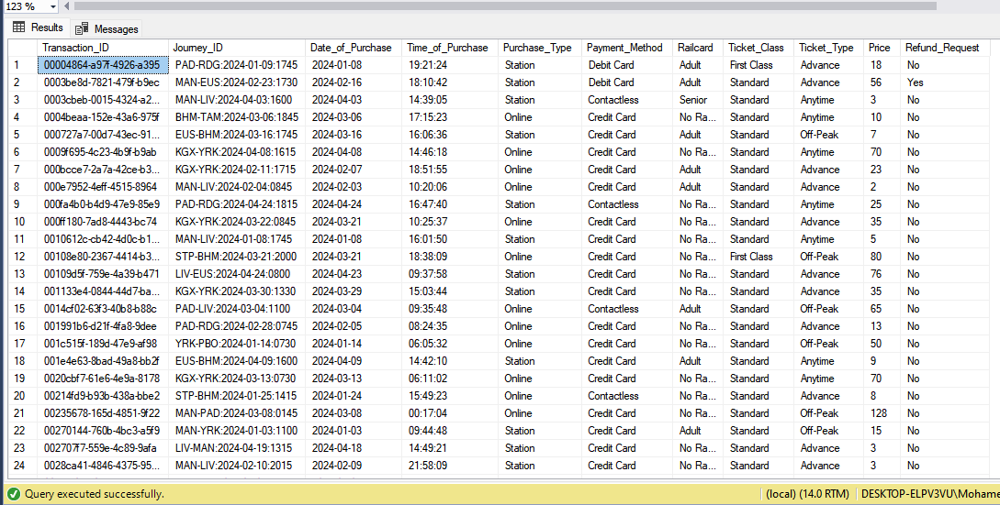 123 %
Results Messages
Transaction_ID Journey_ID Date_of_Purchase Time_of_Purchase Purchase_Type Payment_Method Railcard Ticket_Class Ticket_Type Price Refund_Request
1 00004864-a97f-4926-a395 PAD-RDG:2024-01-09:1745 2024-01-08 19:21:24 Station Debit Card Adult First Class Advance 18 No
2 0003be8d-7821-479f-b9ec MAN-EUS:2024-02-23:1730 2024-02-16 18:10:42 Station Debit Card Adult Standard Advance 56 Yes
3 0003cbeb-0015-4324-a2... MAN-LIV:2024-04-03:1600 2024-04-03 14:39:05 Station Contactless Senior Standard Anytime 3 No
4 0004beaa-152e-43a6-975f BHM-TAM:2024-03-06:1845 2024-03-06 17:15:23 Online Credit Card No Ra... Standard Anytime 10 No
5 000727a7-00d7-43ec-91... EUS-BHM:2024-03-16:1745 2024-03-16 16:06:36 Station Credit Card Adult Standard Off-Peak 7 No
6 0009f695-4c23-4b9f-b9ab KGX-YRK:2024-04-08:1615 2024-04-08 14:46:18 Online Credit Card No Ra... Standard Anytime 70 No
7 000bcce7-2a7a-42ce-b3... KGX-YRK:2024-02-11:1715 2024-02-07 18:51:55 Online Credit Card Adult Standard Advance 23 No
8 000e7952-4eff-4515-8964 MAN-LIV:2024-02-04:0845 2024-02-03 10:20:06 Online Credit Card Adult Standard Advance 2 No
9 000fa4b0-b4d9-47e9-85e9 PAD-RDG:2024-04-24:1815 2024-04-24 16:47:40 Station Contactless No Ra... Standard Anytime 25 No
10 000ff180-7ad8-4443-bc74 KGX-YRK:2024-03-22:0845 2024-03-21 10:25:37 Online Credit Card No Ra... Standard Advance 35 No
11 0010612c-cb42-4d0c-b1... MAN-LIV:2024-01-08:1745 2024-01-08 16:01:50 Station Credit Card No Ra... Standard Anytime 5 No
12 00108e80-2367-4414-b3... STP-BHM:2024-03-21:2000 2024-03-21 18:38:09 Online Credit Card No Ra... First Class Off-Peak 80 No
13 00109d5f-759e-4a39-b471 LIV-EUS:2024-04-24:0800 2024-04-23 09:37:58 Station Credit Card No Ra... Standard Advance 76 No
14 001133e4-0844-44d7-ba... KGX-YRK:2024-03-30:1330 2024-03-29 15:03:44 Station Credit Card No Ra... Standard Advance 35 No
15 0014cf02-63f3-40b8-b88c PAD-LIV:2024-03-04:1100 2024-03-04 09:35:48 Online Contactless Adult Standard Off-Peak 65 No
16 001991b6-d21f-4fa8-9dee PAD-RDG:2024-02-28:0745 2024-02-05 08:24:35 Online Credit Card No Ra... Standard Advance 13 No
17 001c515f-189d-47e9-af98 YRK-PBO:2024-01-14:0730 2024-01-14 06:05:32 Online Credit Card No Ra... Standard Off-Peak 50 No
18 001e4e63-8bad-49a8-bb2f EUS-BHM:2024-04-09:1600 2024-04-09 14:42:10 Station Credit Card Adult Standard Anytime 9 No
19 0020cbf7-61e6-4e9a-8178 KGX-YRK:2024-03-13:0730 2024-03-13 06:11:02 Online Credit Card No Ra... Standard Anytime 70 No
20 00214fd9-b93b-438a-bbe2 STP-BHM:2024-01-25:1415 2024-01-24 15:49:23 Online Contactless No Ra... Standard Advance 8 No
21 00235678-165d-4851-9f22 MAN-PAD:2024-03-08:0145 2024-03-08 00:17:04 Online Credit Card No Ra... Standard Off-Peak 128 No
22 00270144-760b-4bc3-a5f9 MAN-YRK:2024-01-03:1100 2024-01-03 09:44:48 Station Credit Card Adult Standard Off-Peak 15 No
23 002707f7-559e-4c89-9afa LIV-MAN:2024-04-19:1315 2024-04-18 14:49:21 Station Credit Card No Ra... Standard Advance 3 No
24 0028ca41-4846-4375-95... MAN-LIV:2024-02-10:2015 2024-02-09 21:58:09 Station Credit Card No Ra... Standard Advance 3 No
Query executed successfully. (local) (14.0 RTM) DESKTOP-ELPV3VU\Mohame